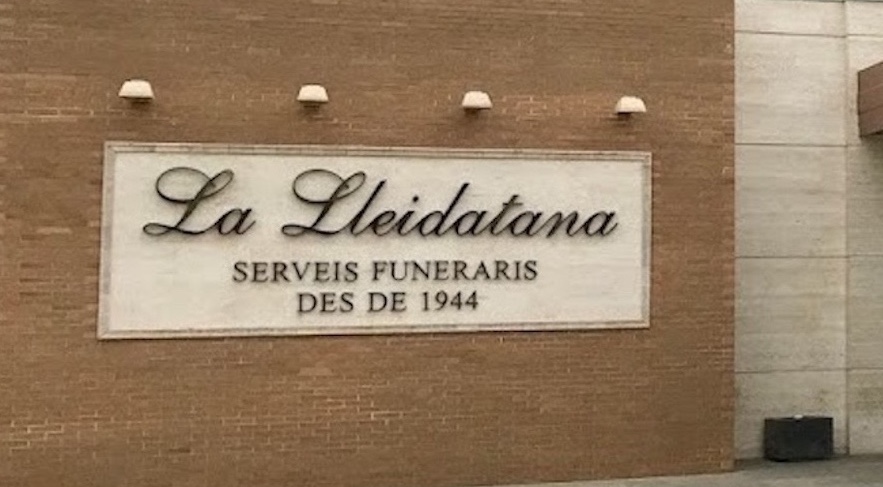 La Lleidatana
SERVEIS FUNERARIS
DES DE 1944